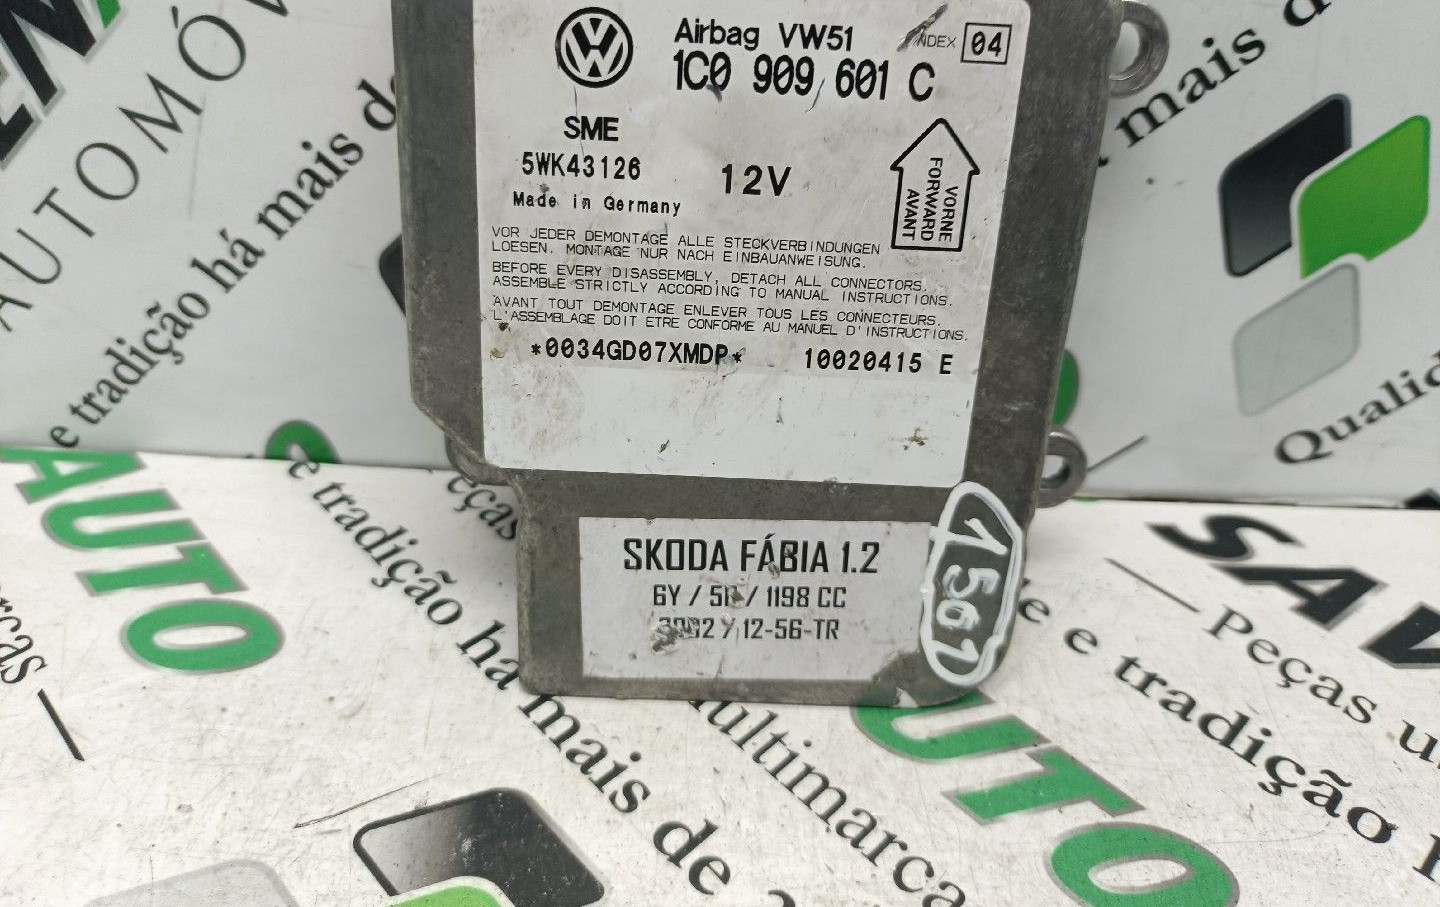 Airbag VW51
INDEX 04
1C0 909 601 C
SME
5WK43126
12V
Made in Germany
VORNE
FORWARD
AVANT
VOR JEDER DEMONTAGE ALLE STECKVERBINDUNGEN
LOESEN. MONTAGE NUR NACH EINBAUANWEISUNG.
BEFORE EVERY DISASSEMBLY, DETACH ALL CONNECTORS.
ASSEMBLE STRICTLY ACCORDING TO MANUAL INSTRUCTIONS.
AVANT TOUT DEMONTAGE ENLEVER TOUS LES CONNECTEURS.
L'ASSEMBLAGE DOIT ETRE CONFORME AU MANUEL D'INSTRUCTIONS.
*0034GD07XMDP*
10020415 E
SKODA FÁBIA 1.2
6Y / / 1198 CC
12-56-TR
1561
AUTOMÓV
e tradição há mais de
mais de
Qualid
AUTO
e tradição há mais de
multimarca
AUTO
SAV
Peças u
e tradição